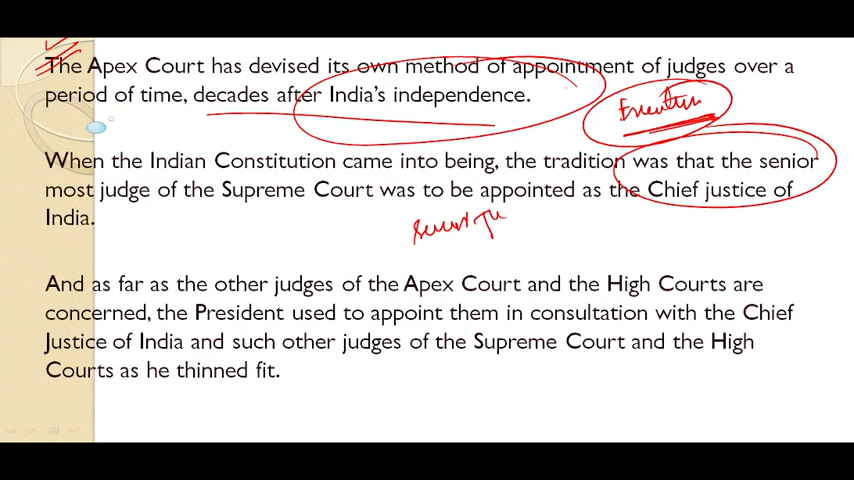 The Apex Court has devised its own method of appointment of judges over a
period of time, decades after India's independence.
When the Indian Constitution came into being, the tradition was that the senior
most judge of the Supreme Court was to be appointed as the Chief justice of
India.
And as far as the other judges of the Apex Court and the High Courts are
concerned, the President used to appoint them in consultation with the Chief
Justice of India and such other judges of the Supreme Court and the High
Courts as he thinned fit.